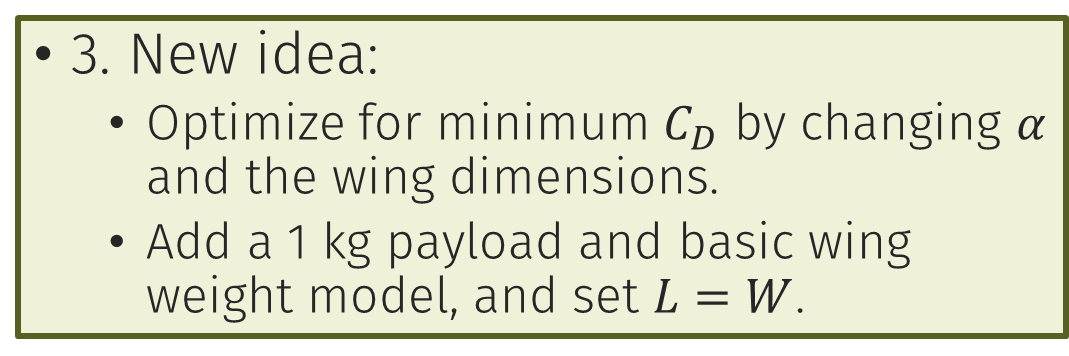 • 3. New idea:
• Optimize for minimum C_D by changing α
and the wing dimensions.
• Add a 1 kg payload and basic wing
weight model, and set L = W.